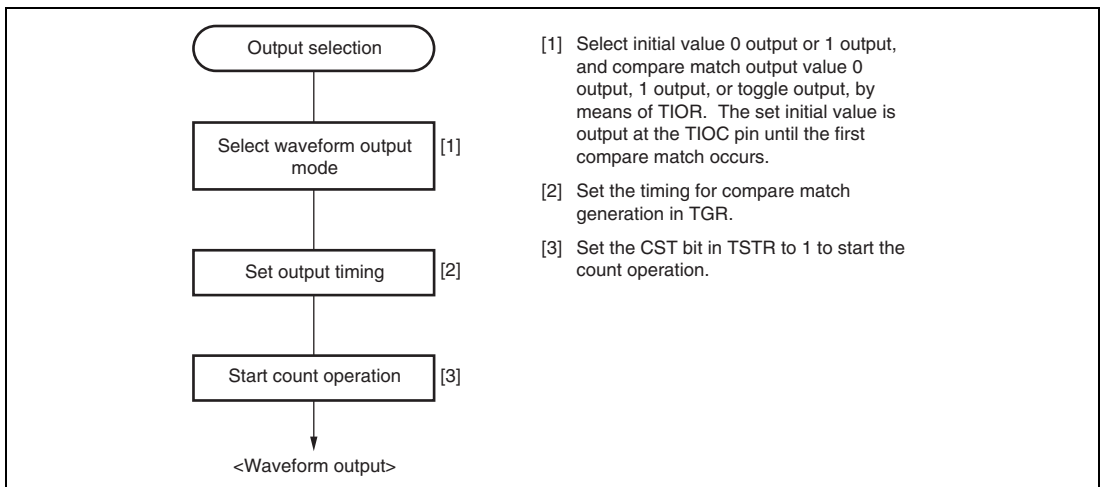 Output selection
Select waveform output
mode
[1]
Set output timing
[2]
Start count operation
[3]
<Waveform output>
[1] Select initial value 0 output or 1 output,
and compare match output value 0
output, 1 output, or toggle output, by
means of TIOR. The set initial value is
output at the TIOC pin until the first
compare match occurs.
[2] Set the timing for compare match
generation in TGR.
[3] Set the CST bit in TSTR to 1 to start the
count operation.